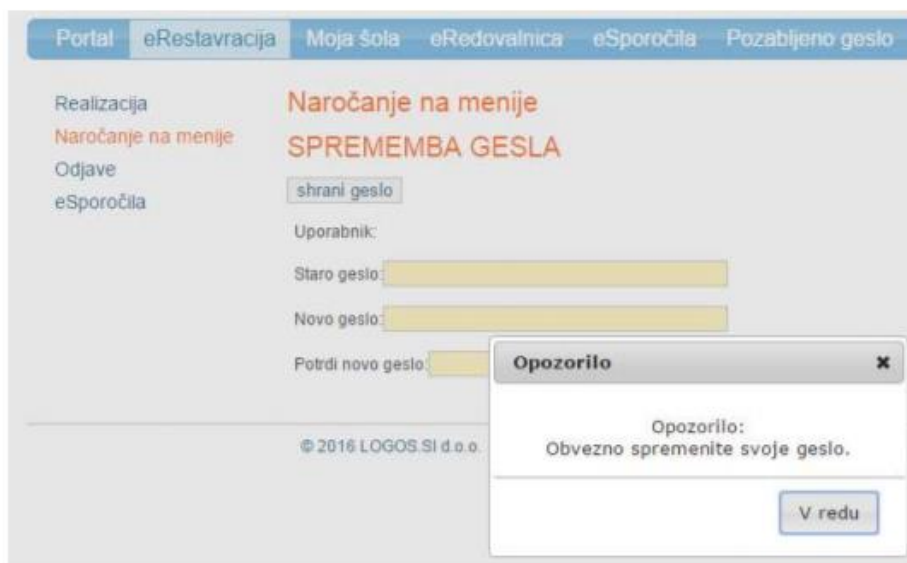 Portal eRestavracija Moja šola eRedovalnica eSporočila Pozabljeno geslo
Realizacija
Naročanje na menije
Odjave
eSporočila
Naročanje na menije
SPREMEMBA GESLA
shrani geslo
Uporabnik:
Staro geslo:
Novo geslo:
Potrdi novo geslo:
© 2016 LOGOS.SI d.o.o.
Opozorilo
Opozorilo:
Obvezno spremenite svoje geslo.
V redu